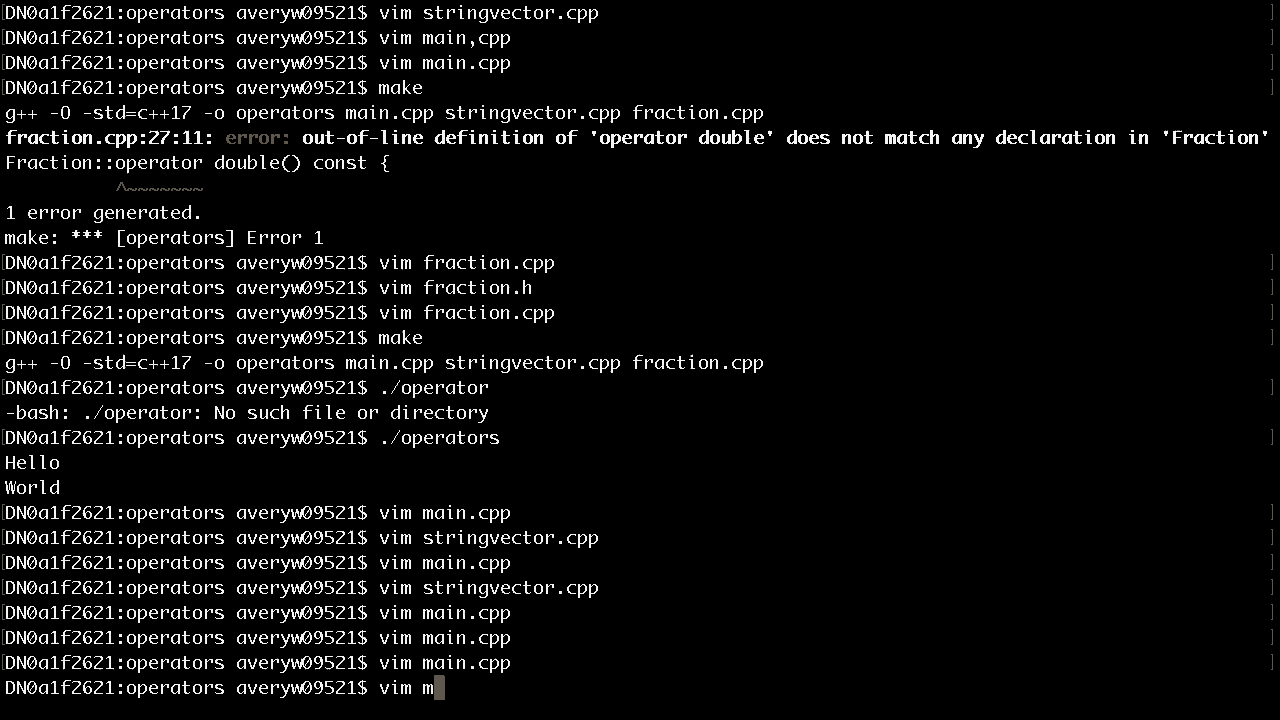 DN0a1f2621:operators averyw09521$ vim stringvector.cpp
DN0a1f2621:operators averyw09521$ vim main,cpp
DN0a1f2621:operators averyw09521$ vim main.cpp
DN0a1f2621:operators averyw09521$ make
g++ -O -std=c++17 -o operators main.cpp stringvector.cpp fraction.cpp
fraction.cpp:27:11: error: out-of-line definition of 'operator double' does not match any declaration in 'Fraction'
Fraction::operator double() const {
^~~~~~~~
1 error generated.
make: *** [operators] Error 1
DN0a1f2621:operators averyw09521$ vim fraction.cpp
DN0a1f2621:operators averyw09521$ vim fraction.h
DN0a1f2621:operators averyw09521$ vim fraction.cpp
DN0a1f2621:operators averyw09521$ make
g++ -O -std=c++17 -o operators main.cpp stringvector.cpp fraction.cpp
DN0a1f2621:operators averyw09521$ ./operator
-bash: ./operator: No such file or directory
DN0a1f2621:operators averyw09521$ ./operators
Hello
World
DN0a1f2621:operators averyw09521$ vim main.cpp
DN0a1f2621:operators averyw09521$ vim stringvector.cpp
DN0a1f2621:operators averyw09521$ vim main.cpp
DN0a1f2621:operators averyw09521$ vim stringvector.cpp
DN0a1f2621:operators averyw09521$ vim main.cpp
DN0a1f2621:operators averyw09521$ vim main.cpp
DN0a1f2621:operators averyw09521$ vim main.cpp
DN0a1f2621:operators averyw09521$ vim m